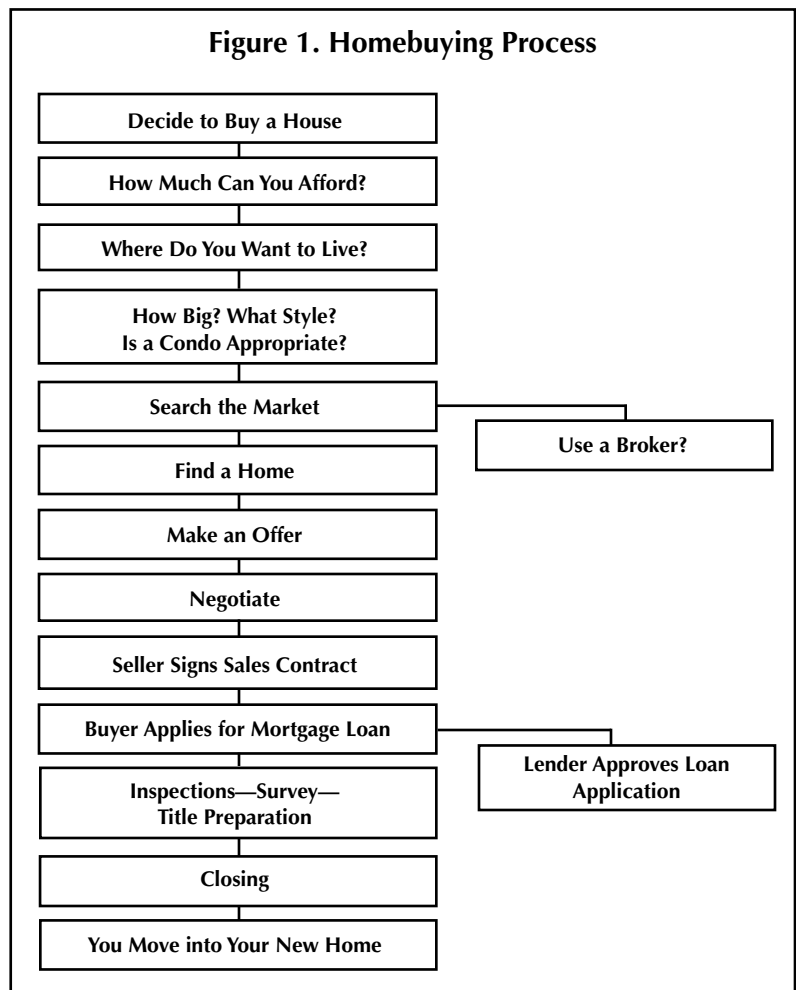 Figure 1. Homebuying Process
Decide to Buy a House
How Much Can You Afford?
Where Do You Want to Live?
How Big? What Style?
Is a Condo Appropriate?
Search the Market
Use a Broker?
Find a Home
Make an Offer
Negotiate
Seller Signs Sales Contract
Buyer Applies for Mortgage Loan
Lender Approves Loan
Application
Inspections—Survey—
Title Preparation
Closing
You Move into Your New Home